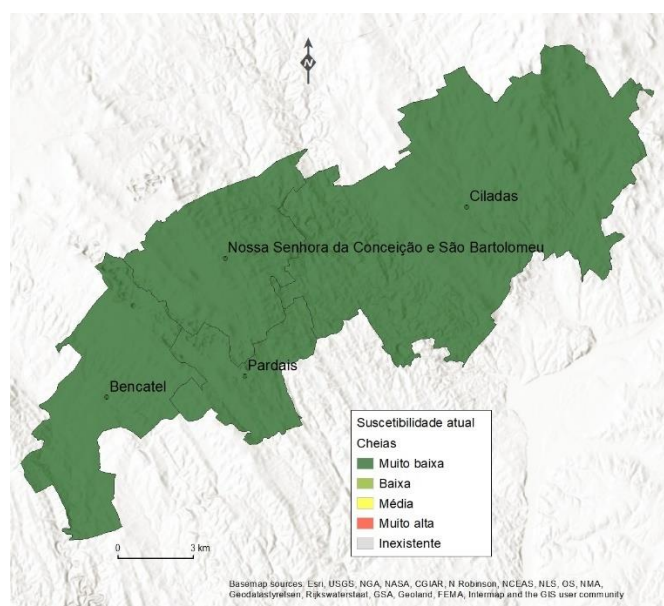 N
Ciladas
Nossa Senhora da Conceição e São Bartolomeu
Pardais
Bencatel
Suscetibilidade atual
Cheias
Muito baixa
Baixa
Média
Muito alta
Inexistente
0 3 km
Basemap sources: Esri, USGS, NGA, NASA, CGIAR, N Robinson, NCEAS, NLS, OS, NMA,
Geodatastyrelsen, Rijkswaterstaat, GSA, Geoland, FEMA, Intermap and the GIS user community